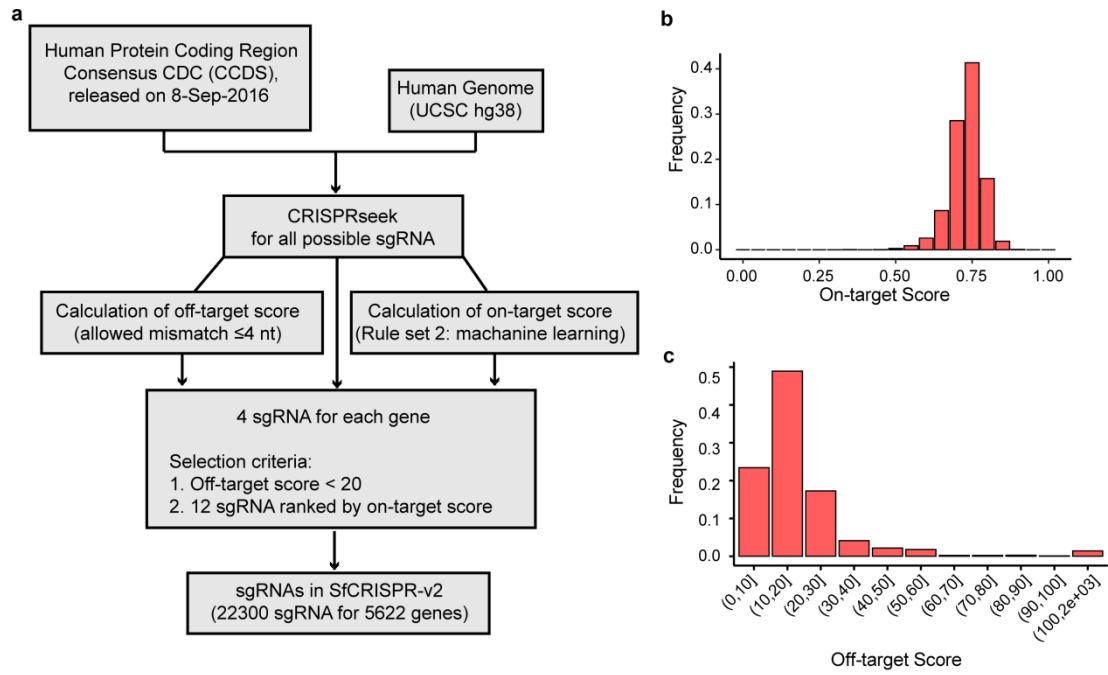 a
Human Protein Coding Region
Consensus CDC (CCDS),
released on 8-Sep-2016
Human Genome
(UCSC hg38)
CRISPRseek
for all possible sgRNA
Calculation of off-target score
(allowed mismatch ≤4 nt)
Calculation of on-target score
(Rule set 2: machanine learning)
4 sgRNA for each gene
Selection criteria:
1. Off-target score < 20
2. 12 sgRNA ranked by on-target score
sgRNAs in SfCRISPR-v2
(22300 sgRNA for 5622 genes)
b
Frequency
0.4
0.3
0.2
0.1
0.0
0.00 0.25 0.50 0.75 1.00
On-target Score
c
Frequency
0.5
0.4
0.3
0.2
0.1
0.0
(0,10]
(10,20]
(20,30]
(30,40]
(40,50]
(50,60]
(60,70]
(70,80]
(80,90]
(90,100]
(100,2e+03]
Off-target Score